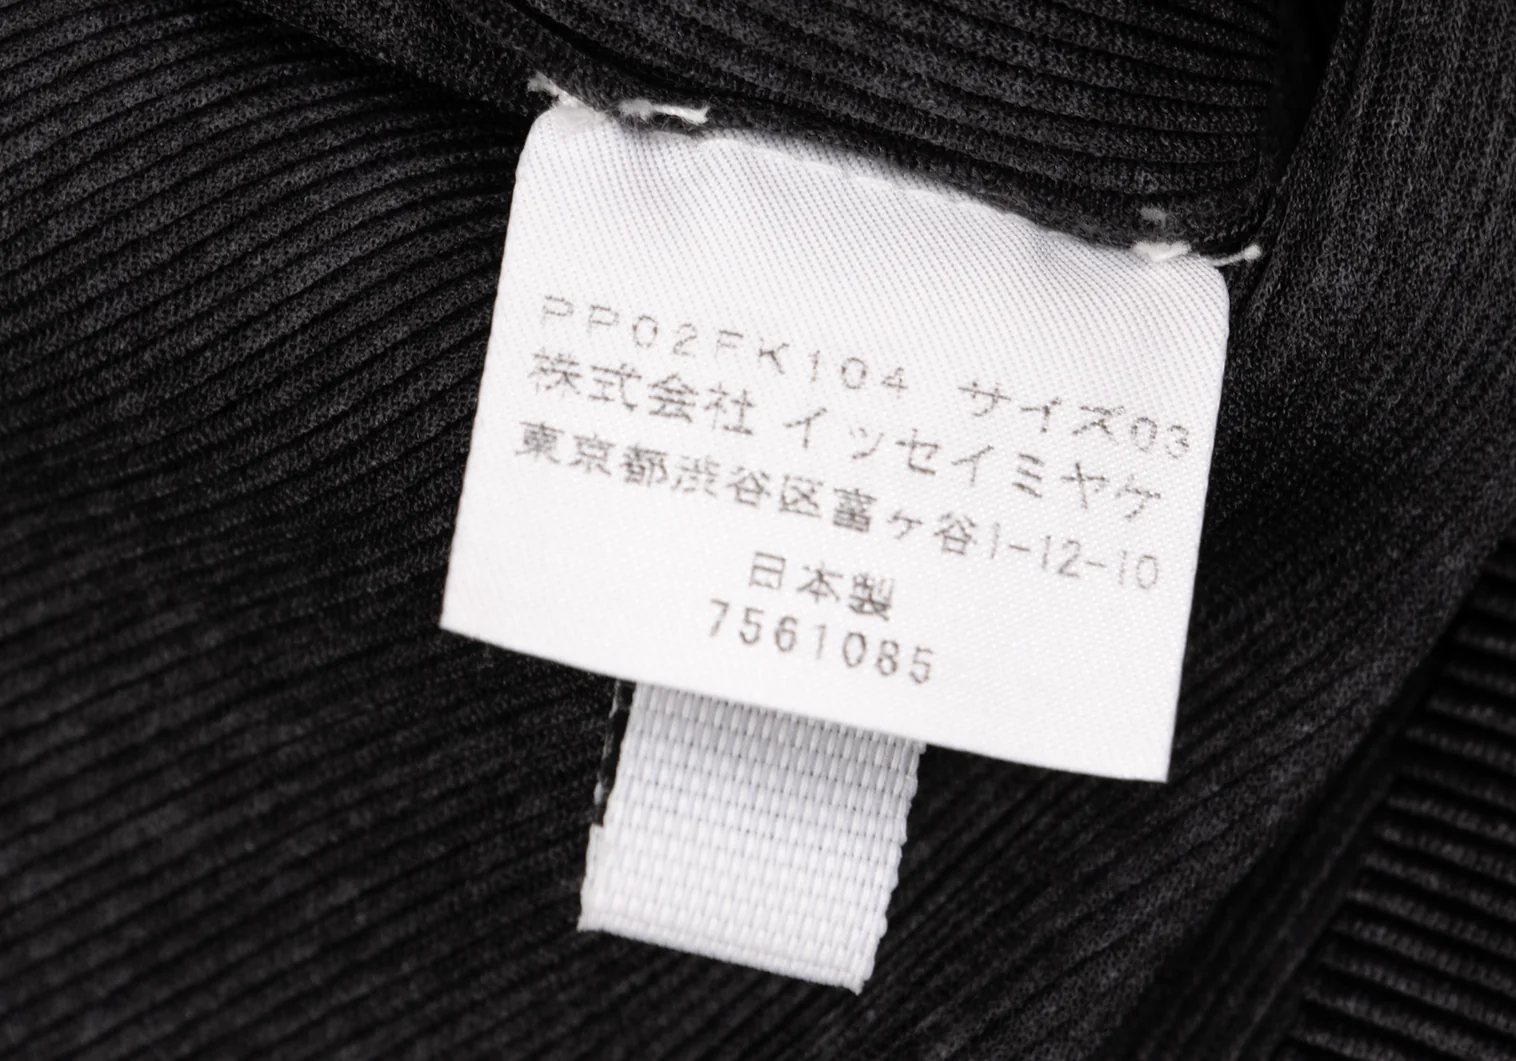 PP02FK104 サイズ03
株式会社 イッセイミヤケ
東京都渋谷区富ヶ谷1-12-10
日本製
7561085